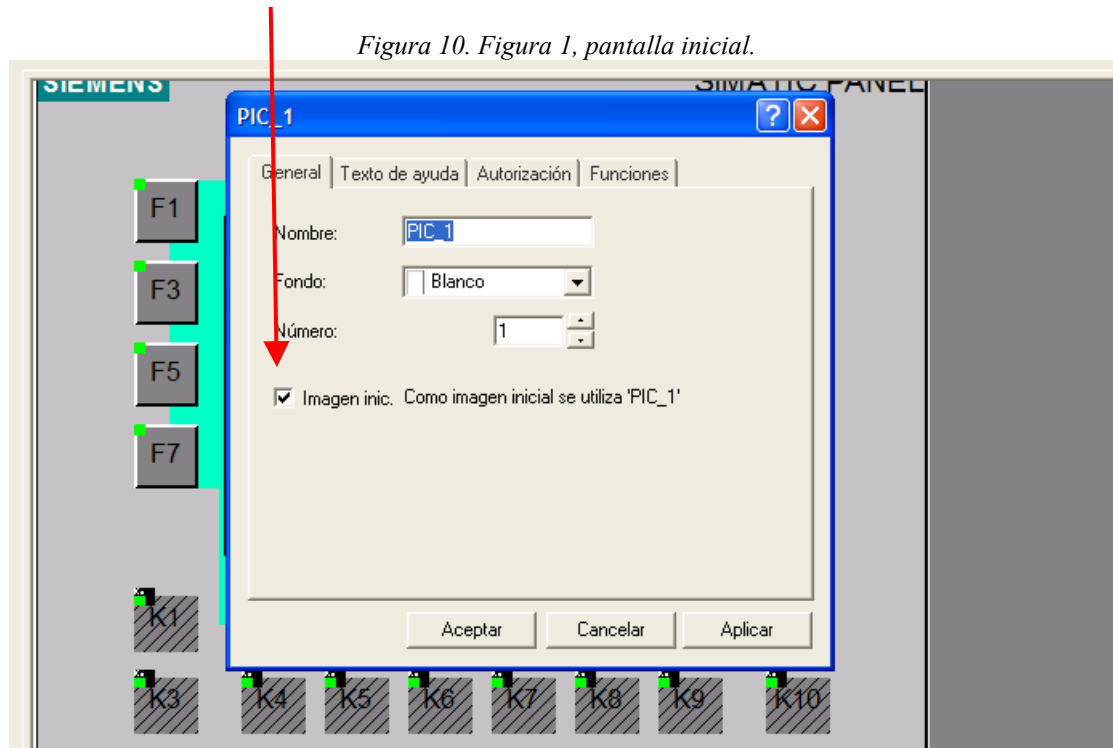 Figura 10. Figura 1, pantalla inicial.
SIEMENS
SIMATIC PANEL
PIC_1
General Texto de ayuda Autorización Funciones
F1
Nombre: PIC_1
F3
Fondo: Blanco
Número: 1
F5
Imagen inic. Como imagen inicial se utiliza 'PIC_1'
F7
K1
Aceptar Cancelar Aplicar
K3 K4 K5 K6 K7 K8 K9 K10